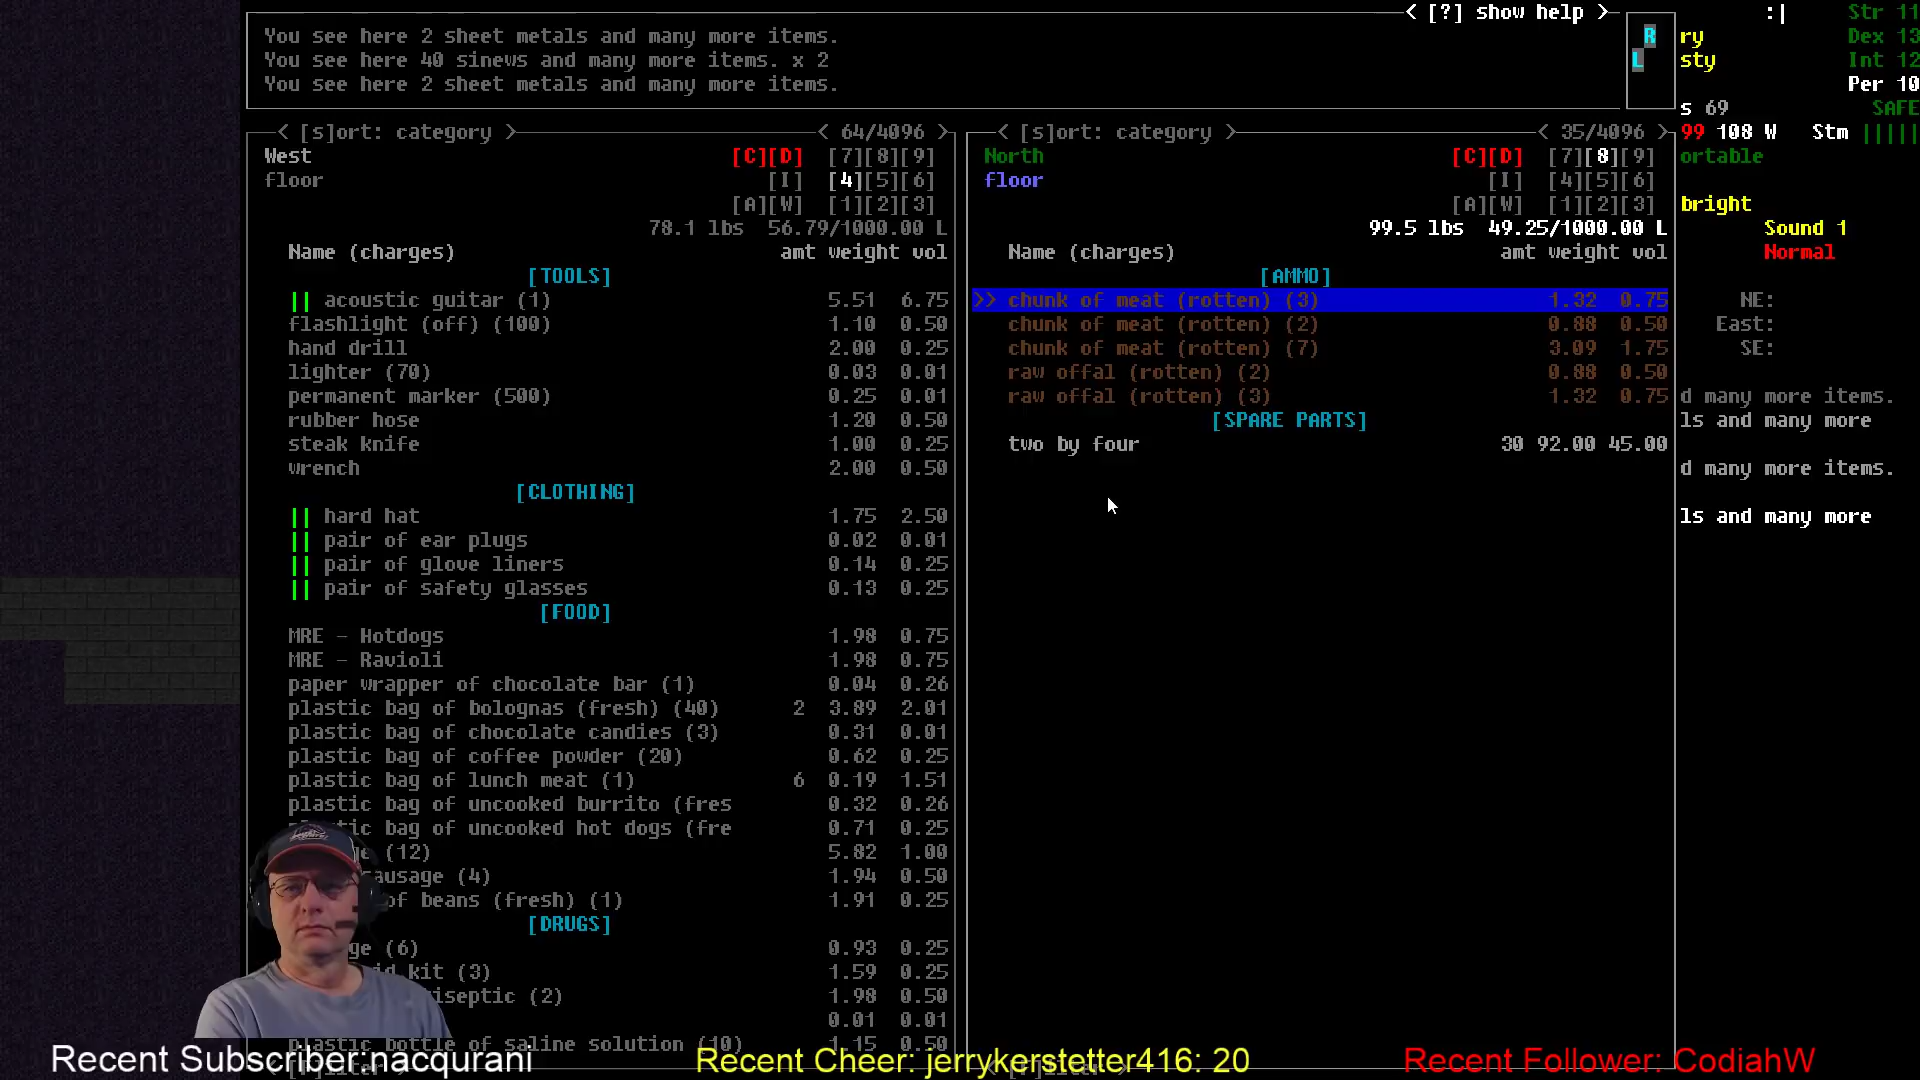 < [?] show help >
You see here 2 sheet metals and many more items.
You see here 40 sinews and many more items. x 2
You see here 2 sheet metals and many more items.
R
L
:| Str 11
ry Dex 13
sty Int 12
Per 10
s 69 SAFE
99 108 W Stm |||||
ortable
bright
Sound 1
Normal
NE:
East:
SE:
d many more items.
ls and many more
d many more items.
ls and many more
< [s]ort: category > < 64/4096 >
West [C][D] [7][8][9]
floor [I] [4][5][6]
[A][W] [1][2][3]
78.1 lbs 56.79/1000.00 L
Name (charges) amt weight vol
[TOOLS]
|| acoustic guitar (1) 5.51 6.75
flashlight (off) (100) 1.10 0.50
hand drill 2.00 0.25
lighter (70) 0.03 0.01
permanent marker (500) 0.25 0.01
rubber hose 1.20 0.50
steak knife 1.00 0.25
wrench 2.00 0.50
[CLOTHING]
|| hard hat 1.75 2.50
|| pair of ear plugs 0.02 0.01
|| pair of glove liners 0.14 0.25
|| pair of safety glasses 0.13 0.25
[FOOD]
MRE - Hotdogs 1.98 0.75
MRE - Ravioli 1.98 0.75
paper wrapper of chocolate bar (1) 0.04 0.26
plastic bag of bolognas (fresh) (40) 2 3.89 2.01
plastic bag of chocolate candies (3) 0.31 0.01
plastic bag of coffee powder (20) 0.62 0.25
plastic bag of lunch meat (1) 6 0.19 1.51
plastic bag of uncooked burrito (fres 0.32 0.26
tic bag of uncooked hot dogs (fre 0.71 0.25
(12) 5.82 1.00
ausage (4) 1.94 0.50
of beans (fresh) (1) 1.91 0.25
[DRUGS]
ge (6) 0.93 0.25
kit (3) 1.59 0.25
iseptic (2) 1.98 0.50
0.01 0.01
plastic bottle of saline solution (10) 1.15 0.50
< [s]ort: category > < 35/4096 >
North [C][D] [7][8][9]
floor [I] [4][5][6]
[A][W] [1][2][3]
99.5 lbs 49.25/1000.00 L
Name (charges) amt weight vol
[AMMO]
>> chunk of meat (rotten) (3) 1.32 0.75
chunk of meat (rotten) (2) 0.88 0.50
chunk of meat (rotten) (7) 3.09 1.75
raw offal (rotten) (2) 0.88 0.50
raw offal (rotten) (3) 1.32 0.75
[SPARE PARTS]
two by four 30 92.00 45.00
Recent Subscriber:nacqurani
Recent Cheer: jerrykerstetter416: 20
Recent Follower: CodiahW